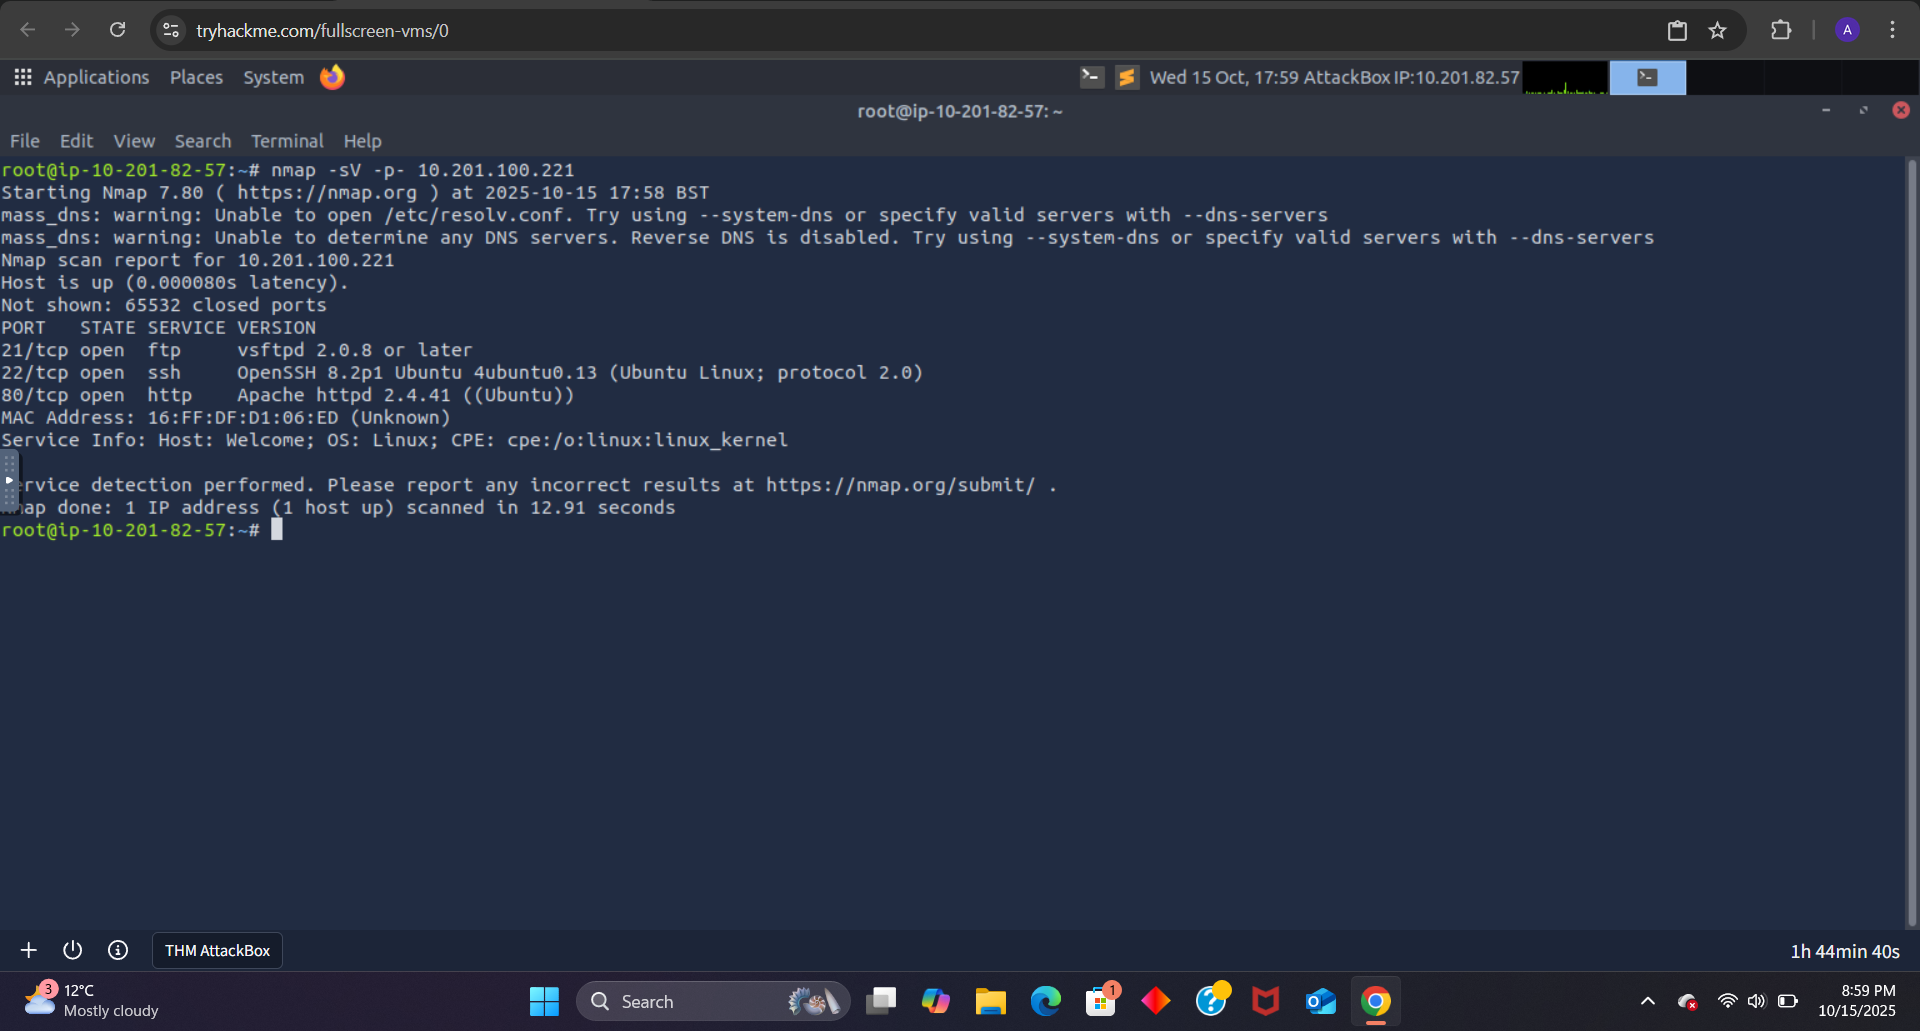 tryhackme.com/fullscreen-vms/0
A
Applications Places System
Wed 15 Oct, 17:59 AttackBox IP:10.201.82.57
root@ip-10-201-82-57: ~
File Edit View Search Terminal Help
root@ip-10-201-82-57:~# nmap -sV -p- 10.201.100.221
Starting Nmap 7.80 ( https://nmap.org ) at 2025-10-15 17:58 BST
mass_dns: warning: Unable to open /etc/resolv.conf. Try using --system-dns or specify valid servers with --dns-servers
mass_dns: warning: Unable to determine any DNS servers. Reverse DNS is disabled. Try using --system-dns or specify valid servers with --dns-servers
Nmap scan report for 10.201.100.221
Host is up (0.000080s latency).
Not shown: 65532 closed ports
PORT   STATE SERVICE VERSION
21/tcp open  ftp     vsftpd 2.0.8 or later
22/tcp open  ssh     OpenSSH 8.2p1 Ubuntu 4ubuntu0.13 (Ubuntu Linux; protocol 2.0)
80/tcp open  http    Apache httpd 2.4.41 ((Ubuntu))
MAC Address: 16:FF:DF:D1:06:ED (Unknown)
Service Info: Host: Welcome; OS: Linux; CPE: cpe:/o:linux:linux_kernel
rvice detection performed. Please report any incorrect results at https://nmap.org/submit/ .
ap done: 1 IP address (1 host up) scanned in 12.91 seconds
root@ip-10-201-82-57:~#
THM AttackBox
1h 44min 40s
3
12°C
Mostly cloudy
Search
1
8:59 PM
10/15/2025